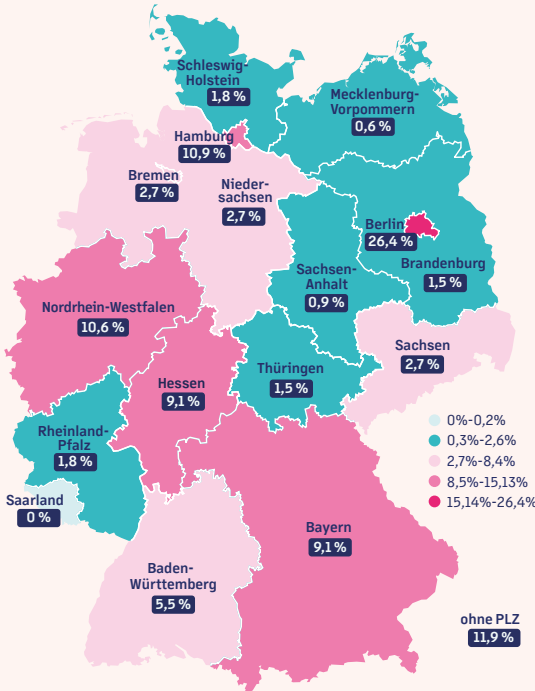 Schleswig-
Holstein
1,8 %
Mecklenburg-
Vorpommern
0,6 %
Hamburg
10,9 %
Bremen
2,7 %
Nieder-
sachsen
2,7 %
Berlin
26,4 %
Brandenburg
1,5 %
Sachsen-
Anhalt
0,9 %
Nordrhein-Westfalen
10,6 %
Sachsen
2,7 %
Thüringen
1,5 %
Hessen
9,1 %
Rheinland-
Pfalz
1,8 %
Saarland
0 %
Bayern
9,1 %
Baden-
Württemberg
5,5 %
0%-0,2%
0,3%-2,6%
2,7%-8,4%
8,5%-15,13%
15,14%-26,4%
ohne PLZ
11,9 %